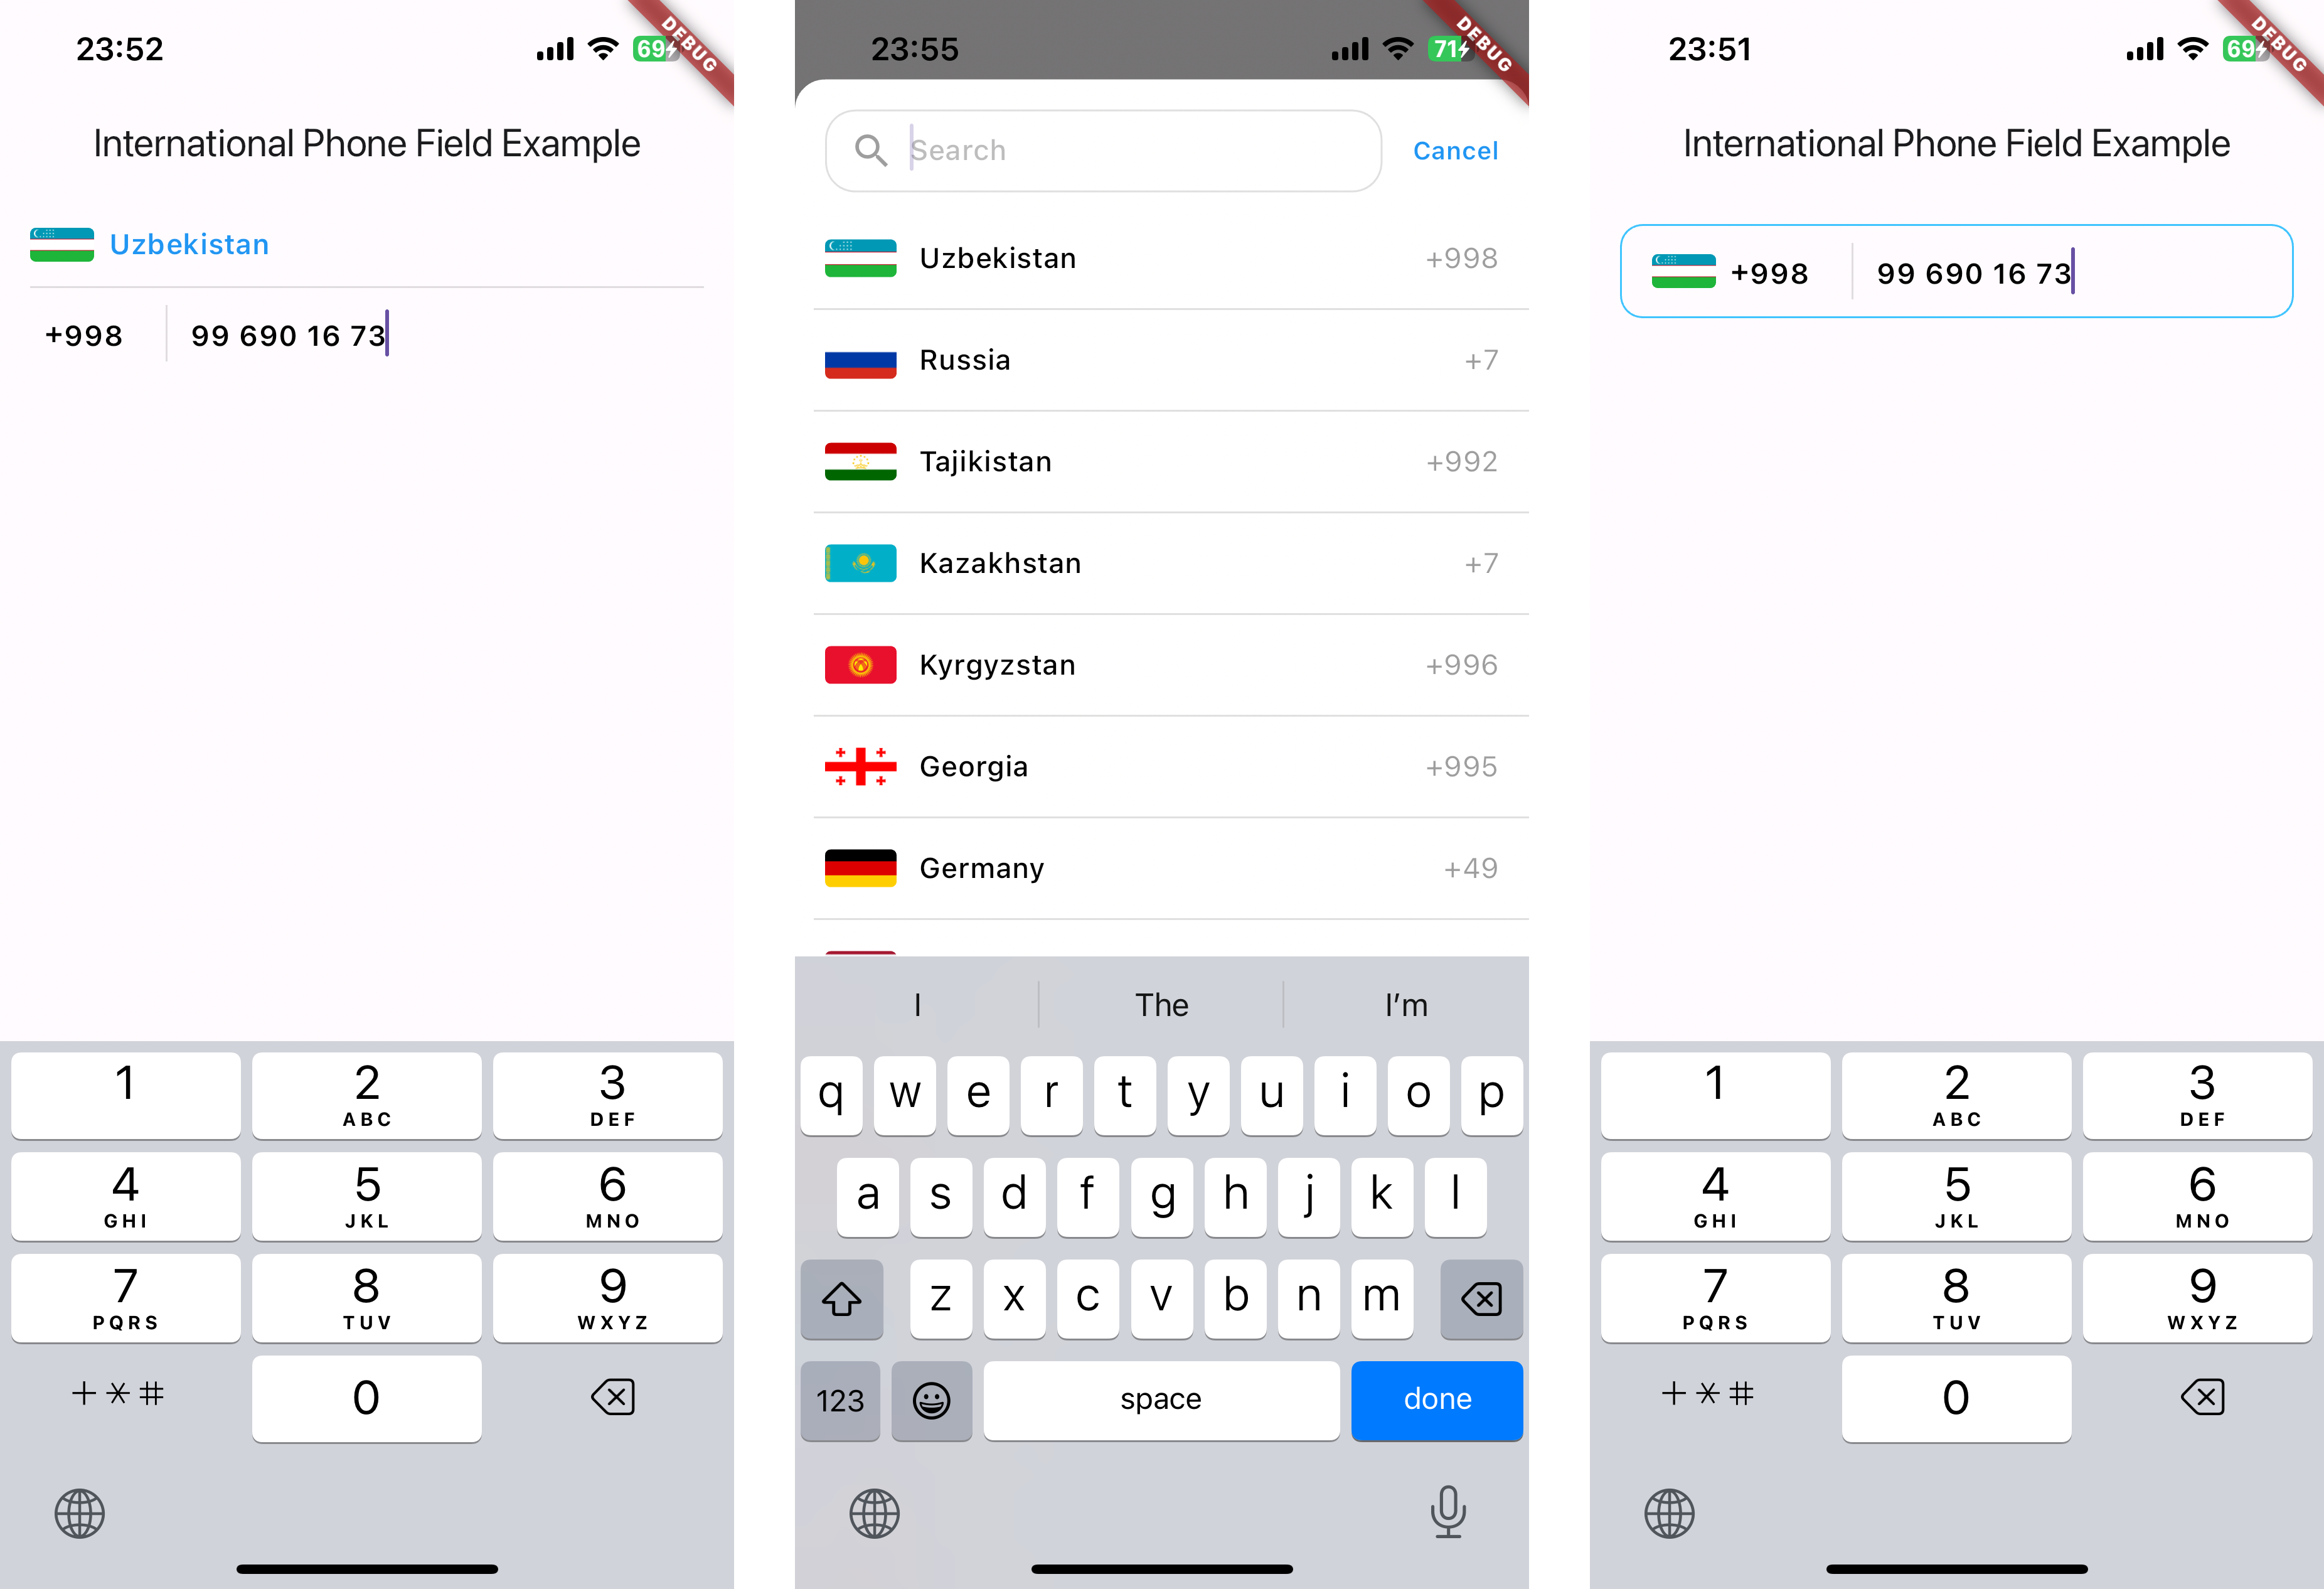 23:52
69
DEBUG
International Phone Field Example
Uzbekistan
+998
99 690 16 73
1
2
ABC
3
DEF
4
GHI
5
JKL
6
MNO
7
PQRS
8
TUV
9
WXYZ
+*#
0
23:55
71
DEBUG
Search
Cancel
Uzbekistan +998
Russia +7
Tajikistan +992
Kazakhstan +7
Kyrgyzstan +996
Georgia +995
Germany +49
I The I’m
q w e r t y u i o p
a s d f g h j k l
z x c v b n m
123 space done
23:51
69
DEBUG
International Phone Field Example
+998 99 690 16 73
1
2
ABC
3
DEF
4
GHI
5
JKL
6
MNO
7
PQRS
8
TUV
9
WXYZ
+*#
0